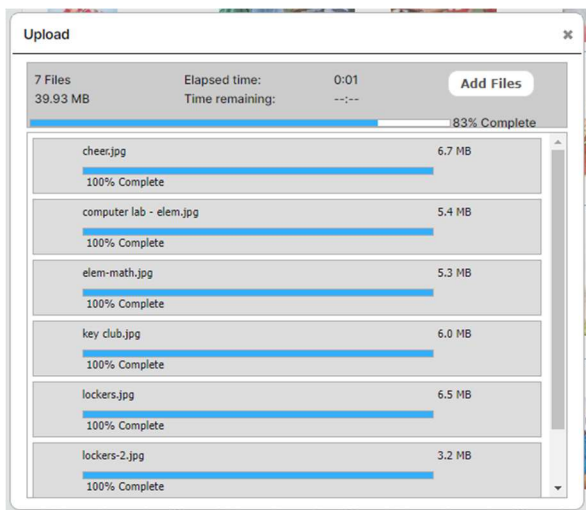 Upload
7 Files Elapsed time: 0:01 Add Files
39.93 MB Time remaining: --:--
83% Complete
cheer.jpg 6.7 MB
100% Complete
computer lab - elem.jpg 5.4 MB
100% Complete
elem-math.jpg 5.3 MB
100% Complete
key club.jpg 6.0 MB
100% Complete
lockers.jpg 6.5 MB
100% Complete
lockers-2.jpg 3.2 MB
100% Complete